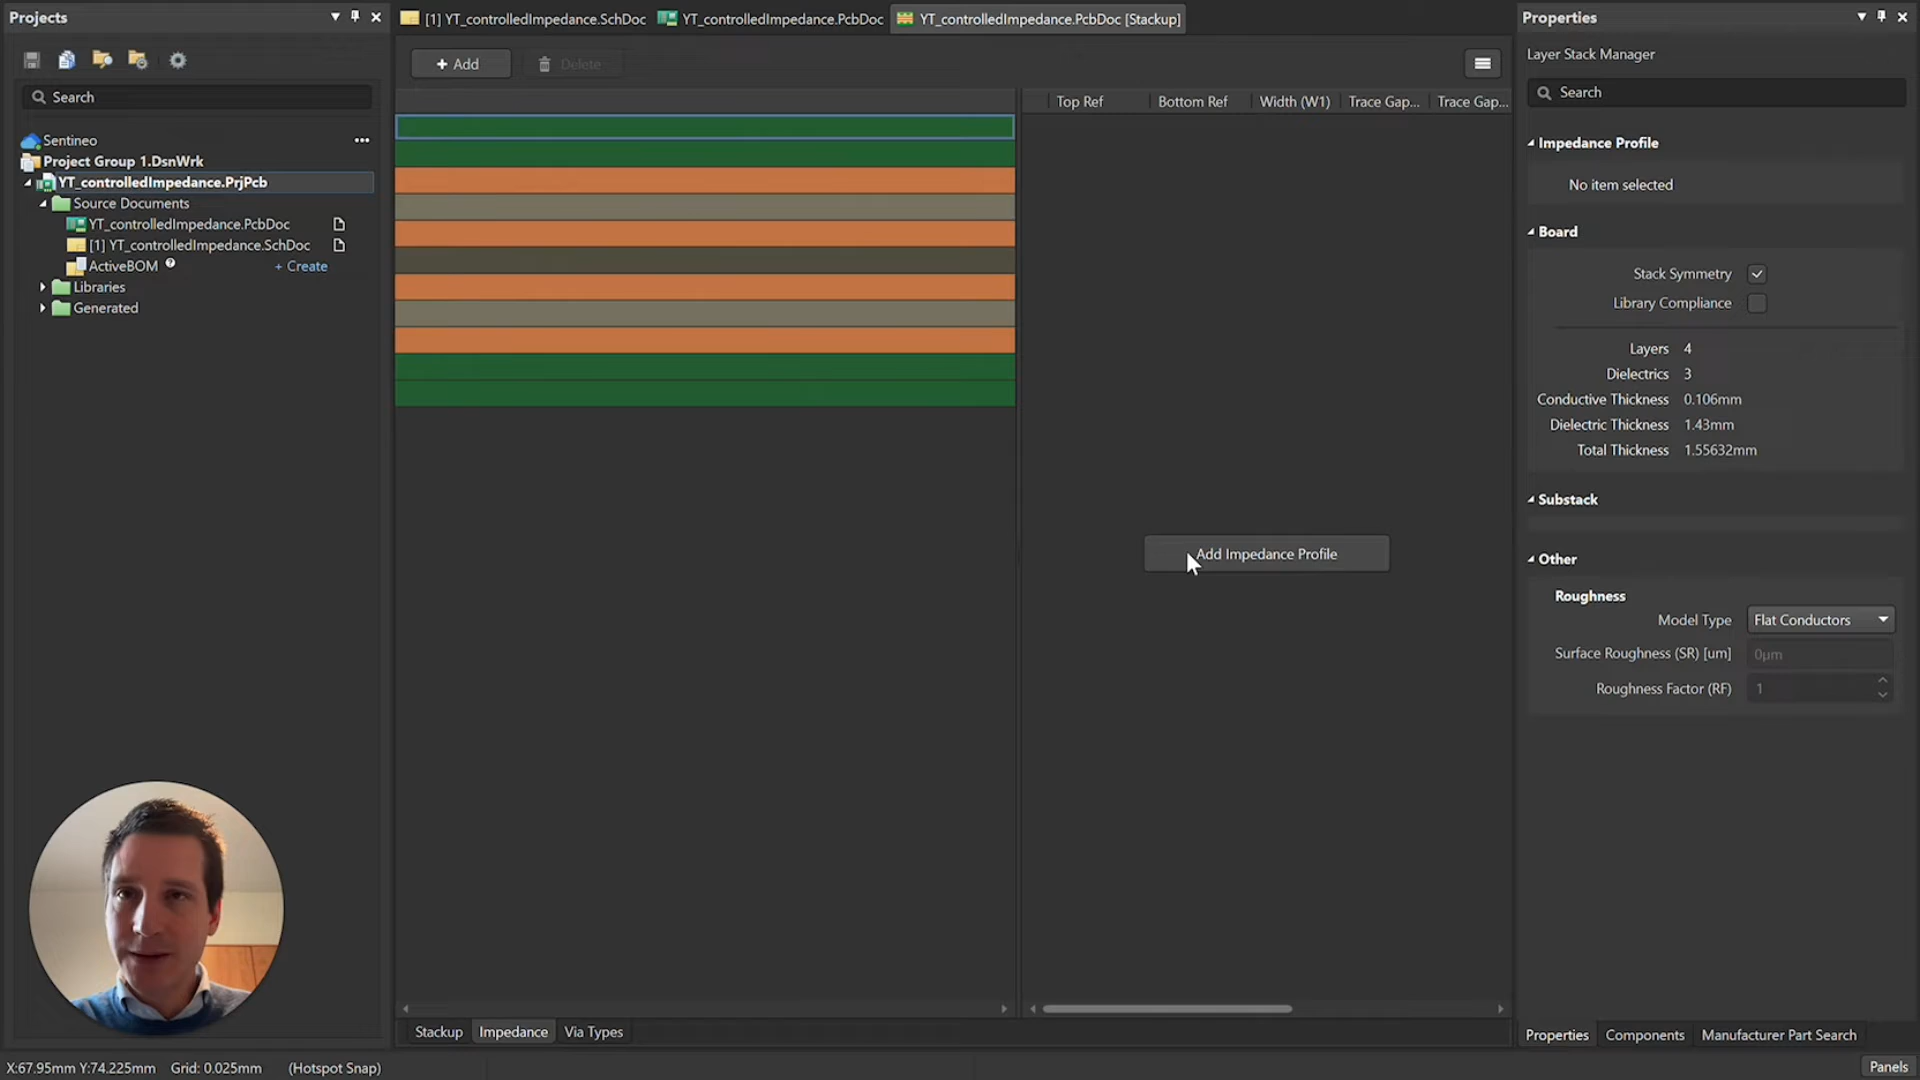 Projects
Search
Sentineo
Project Group 1.DsnWrk
YT_controlledImpedance.PrjPcb
Source Documents
YT_controlledImpedance.PcbDoc
[1] YT_controlledImpedance.SchDoc
ActiveBOM
+ Create
Libraries
Generated
[1] YT_controlledImpedance.SchDoc
YT_controlledImpedance.PcbDoc
YT_controlledImpedance.PcbDoc [Stackup]
+ Add
Delete
Top Ref
Bottom Ref
Width (W1)
Trace Gap...
Trace Gap...
Add Impedance Profile
Stackup
Impedance
Via Types
Properties
Layer Stack Manager
Search
Impedance Profile
No item selected
Board
Stack Symmetry
Library Compliance
Layers 4
Dielectrics 3
Conductive Thickness 0.106mm
Dielectric Thickness 1.43mm
Total Thickness 1.55632mm
Substack
Other
Roughness
Model Type Flat Conductors
Surface Roughness (SR) [um] 0μm
Roughness Factor (RF) 1
Properties
Components
Manufacturer Part Search
X:67.95mm Y:74.225mm Grid: 0.025mm (Hotspot Snap)
Panels